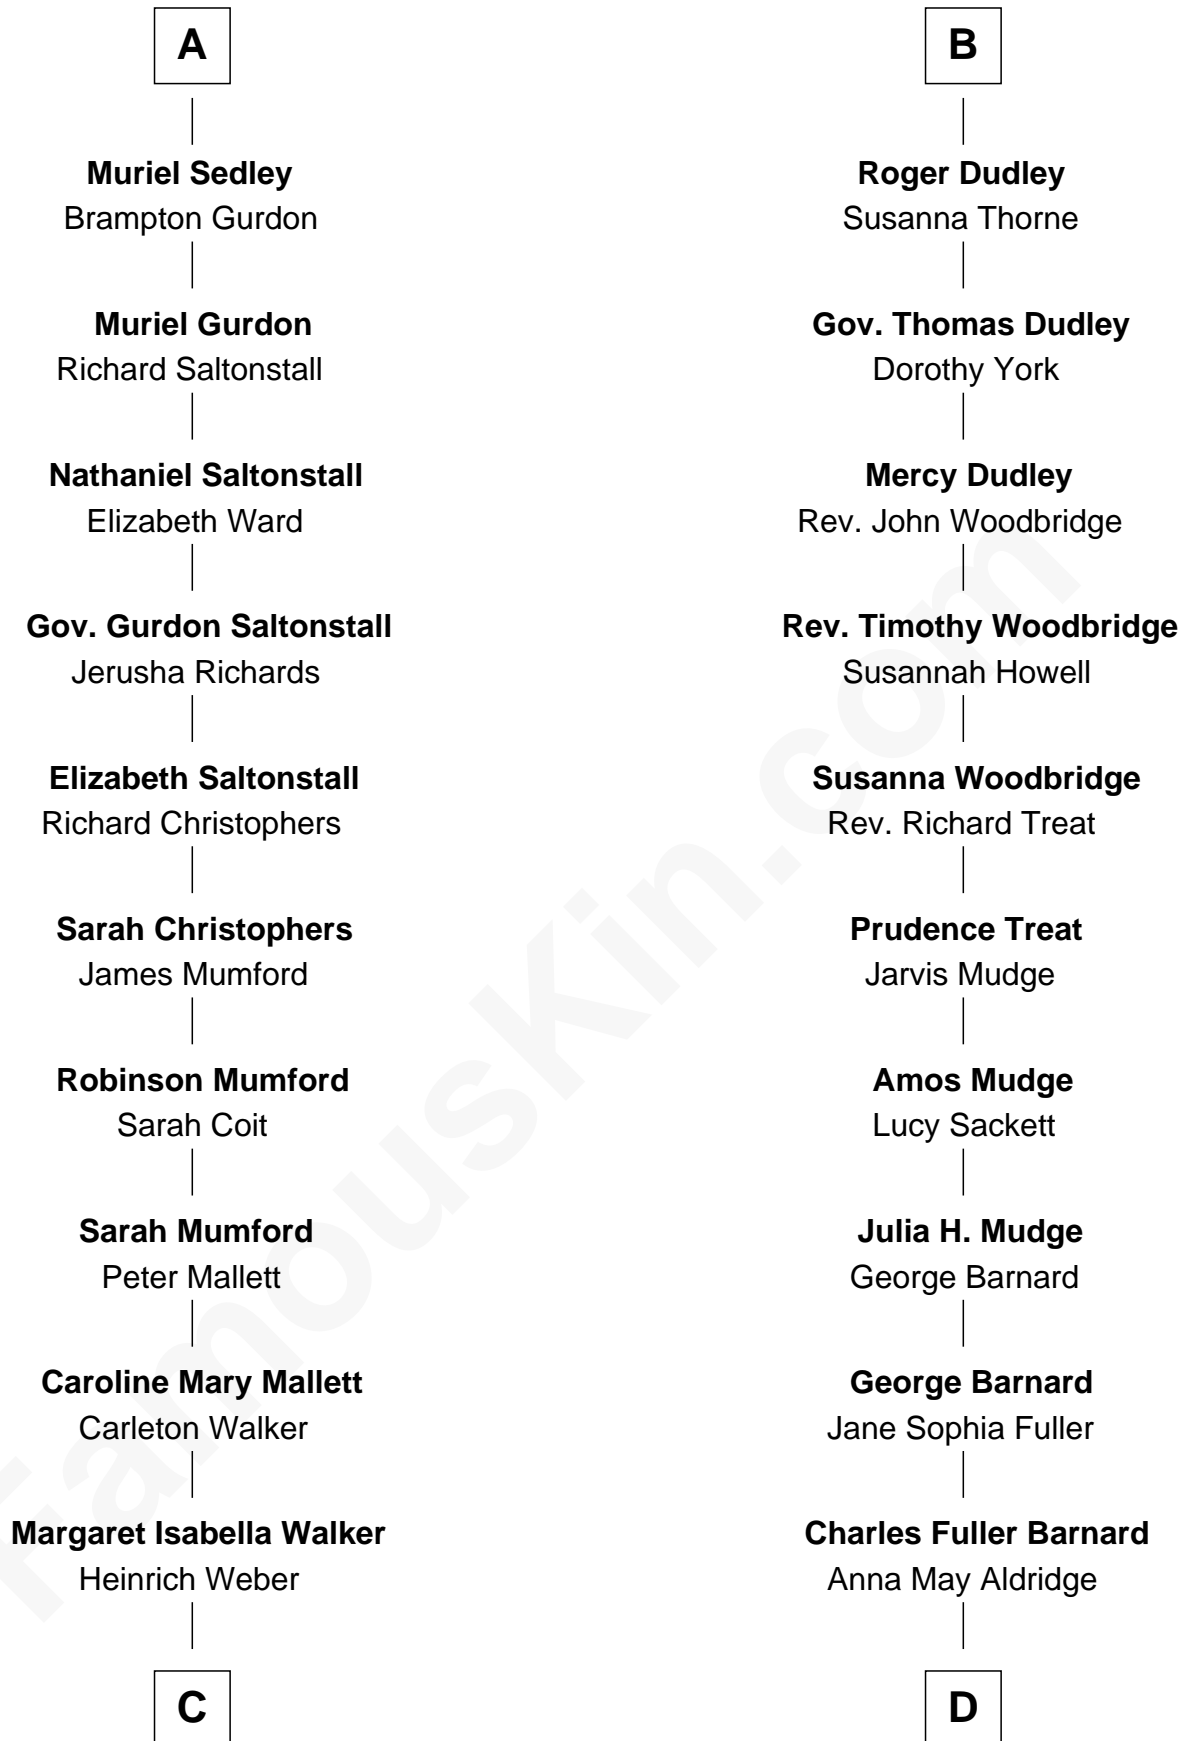 A
Muriel Sedley
Brampton Gurdon
Muriel Gurdon
Richard Saltonstall
Nathaniel Saltonstall
Elizabeth Ward
Gov. Gurdon Saltonstall
Jerusha Richards
Elizabeth Saltonstall
Richard Christophers
Sarah Christophers
James Mumford
Robinson Mumford
Sarah Coit
Sarah Mumford
Peter Mallett
Caroline Mary Mallett
Carleton Walker
Margaret Isabella Walker
Heinrich Weber
C
B
Roger Dudley
Susanna Thorne
Gov. Thomas Dudley
Dorothy York
Mercy Dudley
Rev. John Woodbridge
Rev. Timothy Woodbridge
Susannah Howell
Susanna Woodbridge
Rev. Richard Treat
Prudence Treat
Jarvis Mudge
Amos Mudge
Lucy Sackett
Julia H. Mudge
George Barnard
George Barnard
Jane Sophia Fuller
Charles Fuller Barnard
Anna May Aldridge
D
FamousKin.com